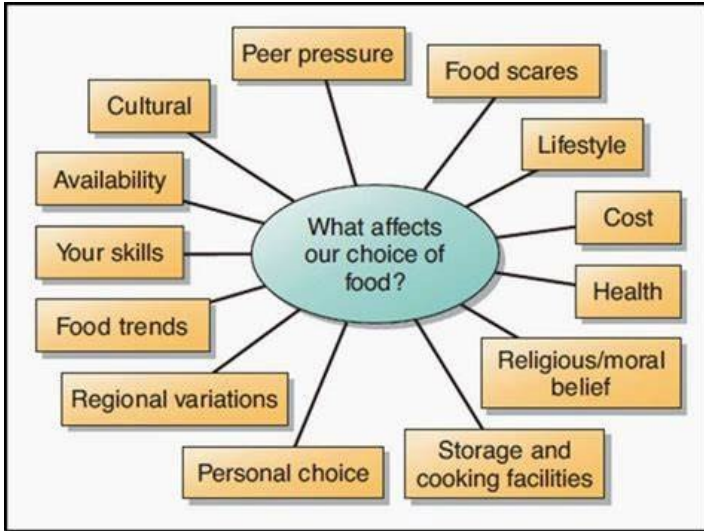 What affects
our choice of
food?
Peer pressure
Food scares
Lifestyle
Cost
Health
Religious/moral
belief
Storage and
cooking facilities
Personal choice
Regional variations
Food trends
Your skills
Availability
Cultural